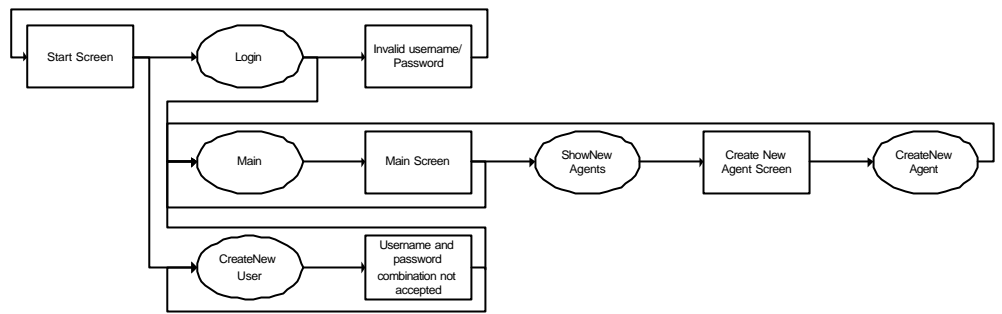 Start Screen
Login
Invalid username/
Password
Main
Main Screen
ShowNew
Agents
Create New
Agent Screen
CreateNew
Agent
CreateNew
User
Username and
password
combination not
accepted